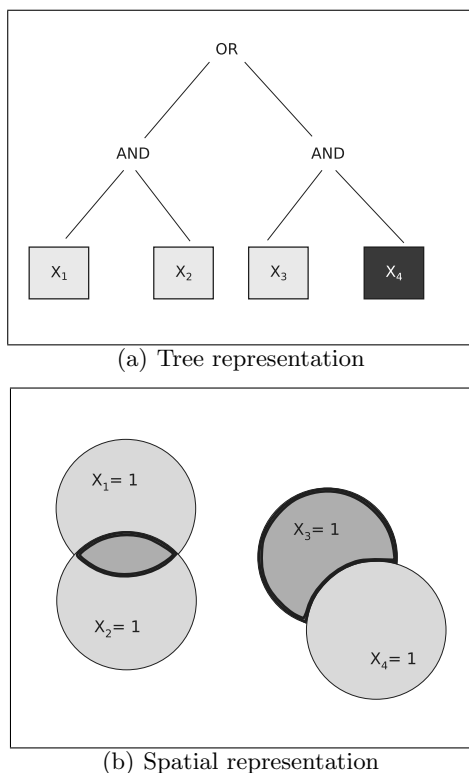 OR
AND AND
X₁ X₂ X₃ X₄
(a) Tree representation
X₁= 1
X₃= 1
X₂= 1
X₄= 1
(b) Spatial representation